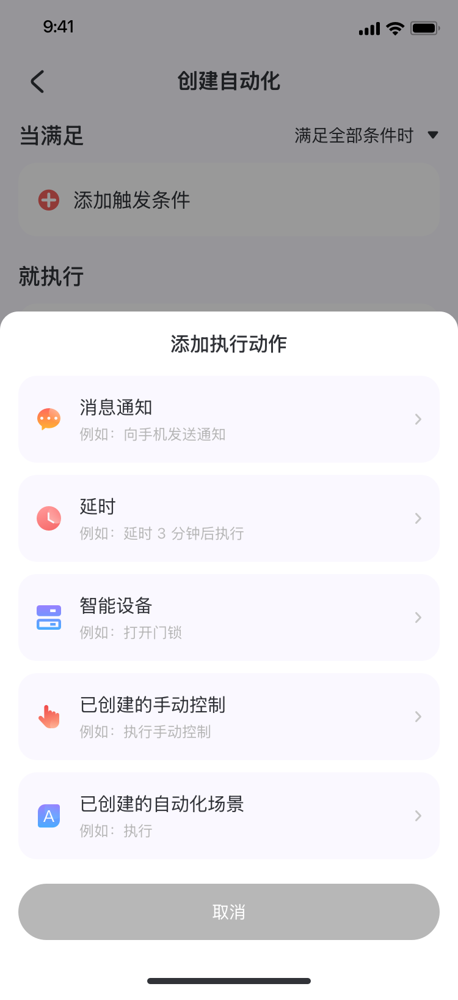 9:41
创建自动化
当满足
满足全部条件时
添加触发条件
就执行
添加执行动作
消息通知
例如：向手机发送通知
延时
例如：延时 3 分钟后执行
智能设备
例如：打开门锁
已创建的手动控制
例如：执行手动控制
A
已创建的自动化场景
例如：执行
取消